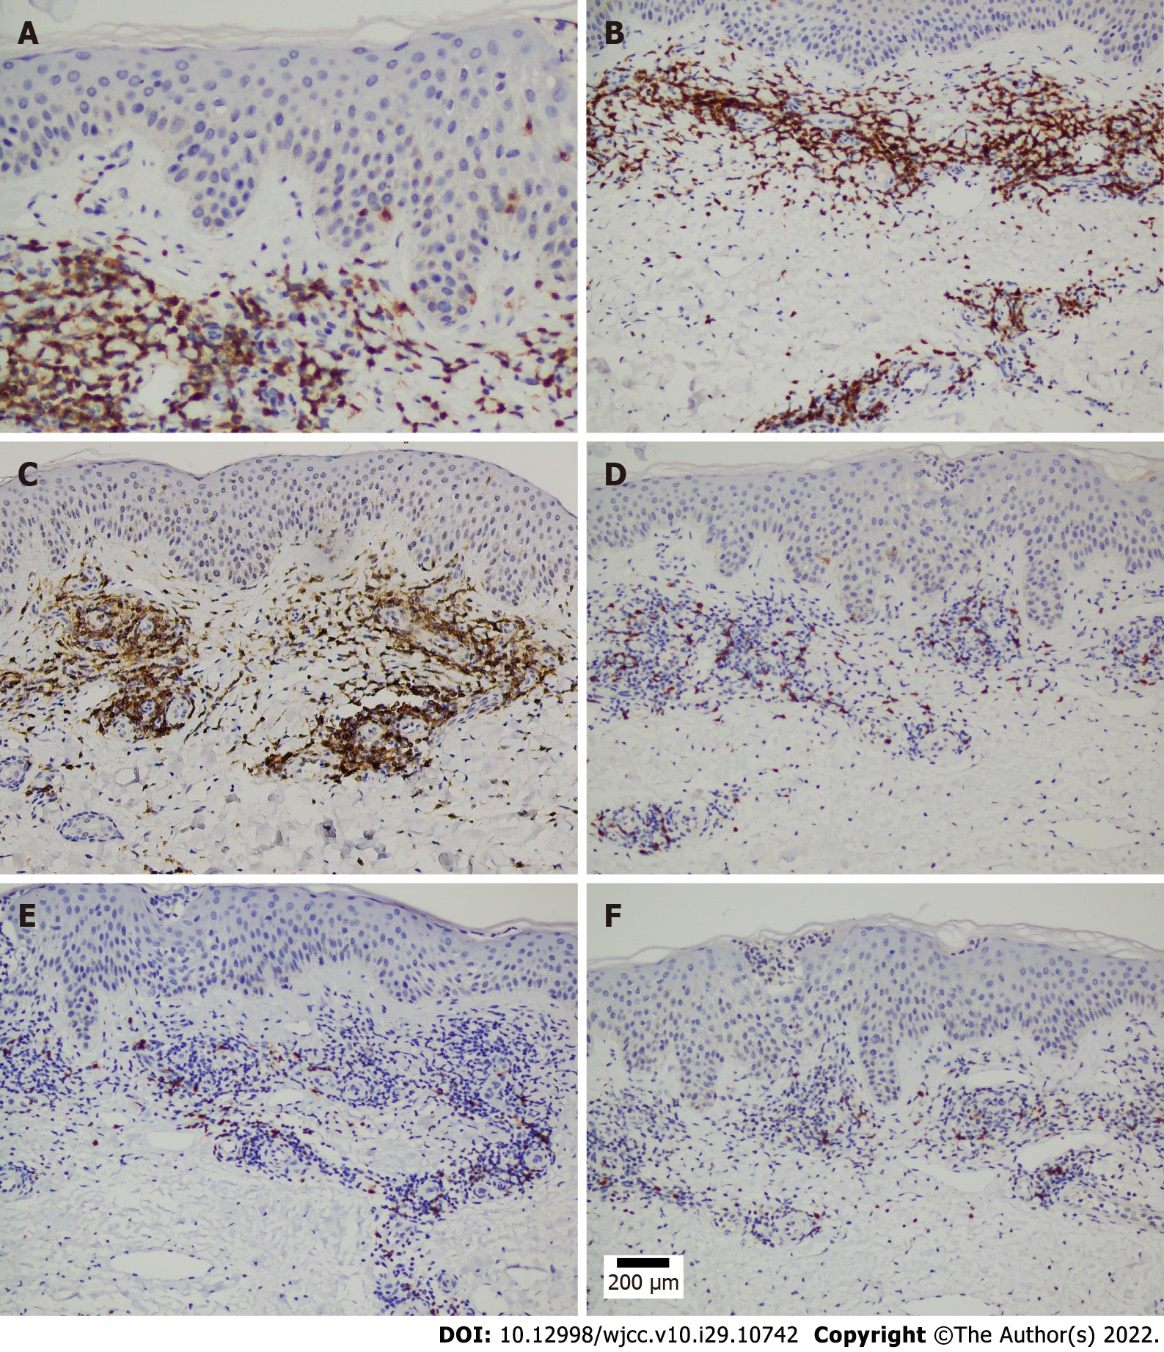 A
B
C
D
E
F
200 μm
DOI: 10.12998/wjcc.v10.i29.10742 Copyright ©The Author(s) 2022.